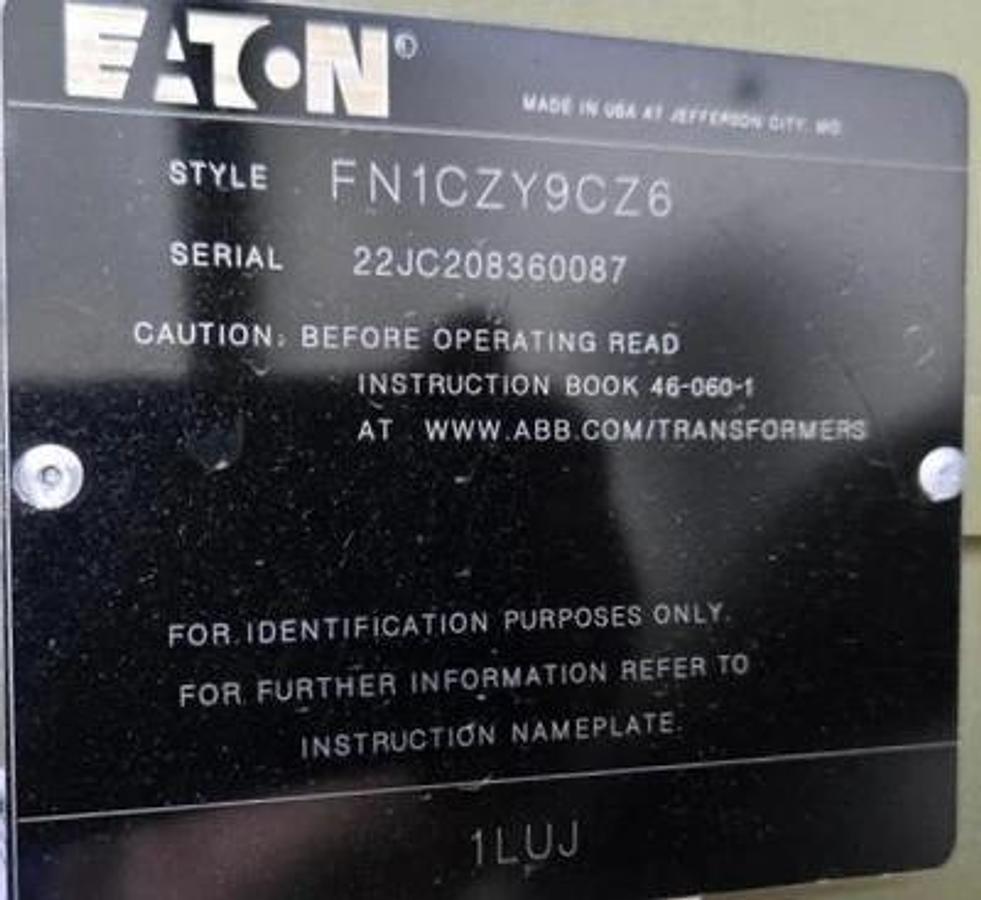 EATON®
MADE IN USA AT JEFFERSON CITY, MO
STYLE FN1CZY9CZ6
SERIAL 22JC208360087
CAUTION: BEFORE OPERATING READ
INSTRUCTION BOOK 46-060-1
AT WWW.ABB.COM/TRANSFORMERS
FOR IDENTIFICATION PURPOSES ONLY.
FOR FURTHER INFORMATION REFER TO
INSTRUCTION NAMEPLATE.
1LUJ